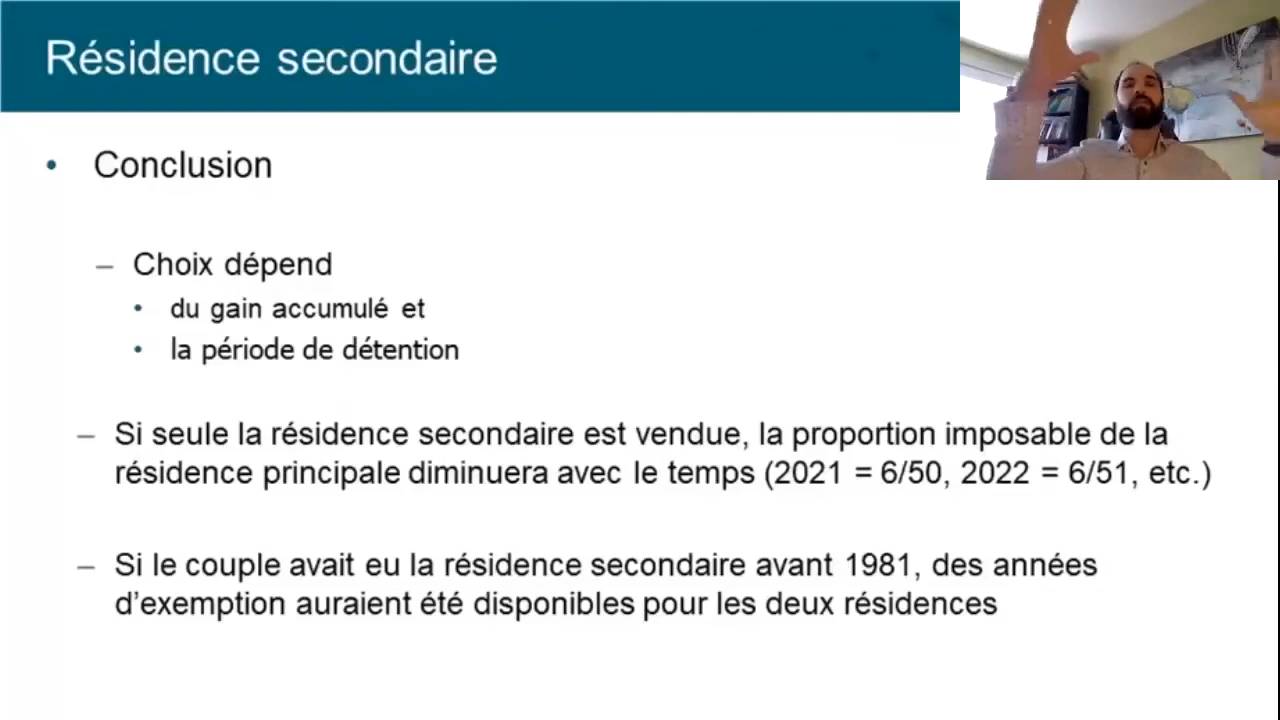 Résidence secondaire
• Conclusion
– Choix dépend
• du gain accumulé et
• la période de détention
– Si seule la résidence secondaire est vendue, la proportion imposable de la
résidence principale diminuera avec le temps (2021 = 6/50, 2022 = 6/51, etc.)
– Si le couple avait eu la résidence secondaire avant 1981, des années
d’exemption auraient été disponibles pour les deux résidences